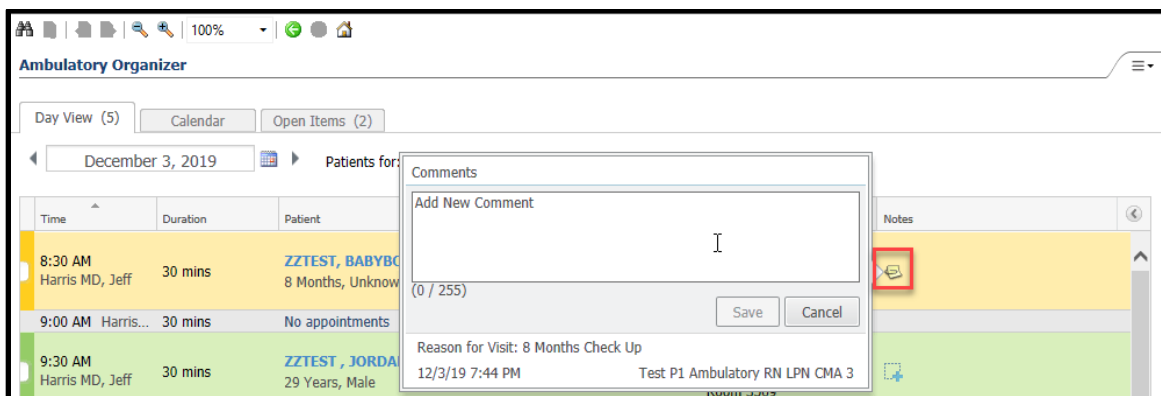 100%
Ambulatory Organizer
Day View (5) Calendar Open Items (2)
December 3, 2019 Patients for:
Comments
Add New Comment
(0 / 255)
Save Cancel
Reason for Visit: 8 Months Check Up
12/3/19 7:44 PM Test P1 Ambulatory RN LPN CMA 3
Time Duration Patient Notes
8:30 AM
Harris MD, Jeff
30 mins
ZZTEST, BABYBO
8 Months, Unknow
9:00 AM Harris... 30 mins No appointments
9:30 AM
Harris MD, Jeff
30 mins
ZZTEST , JORDA
29 Years, Male